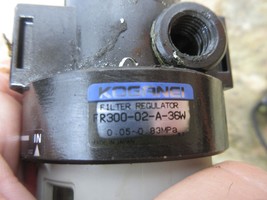 KOGANEI
FILTER REGULATOR
FR300-02-A-36W
0.05-0.83MPa
IN